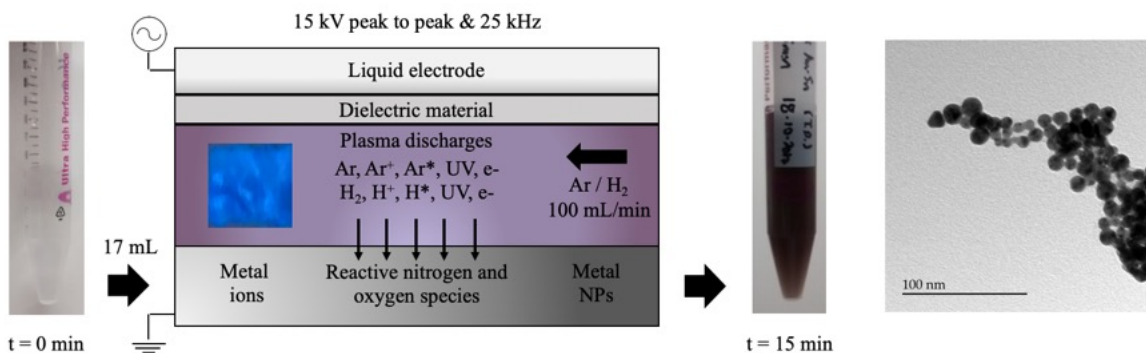 15 kV peak to peak & 25 kHz
Ultra High Performance
Liquid electrode
Dielectric material
Plasma discharges
Ar, Ar⁺, Ar*, UV, e-
H₂, H⁺, H*, UV, e-
Ar / H₂
100 mL/min
17 mL
Metal
ions
Reactive nitrogen and
oxygen species
Metal
NPs
t = 0 min
t = 15 min
100 nm